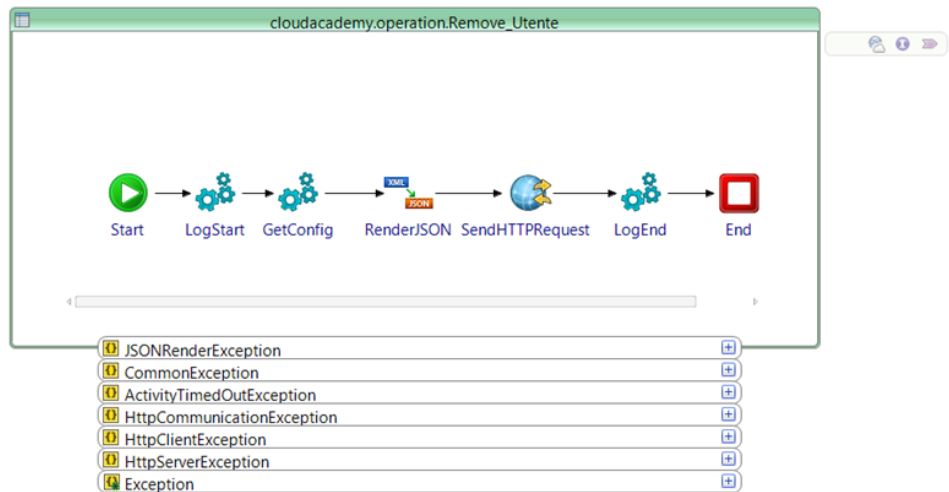 cloudacademy.operation.Remove_Utente
XML
JSON
Start LogStart GetConfig RenderJSON SendHTTPRequest LogEnd End
JSONRenderException
CommonException
ActivityTimedOutException
HttpCommunicationException
HttpClientException
HttpServerException
Exception